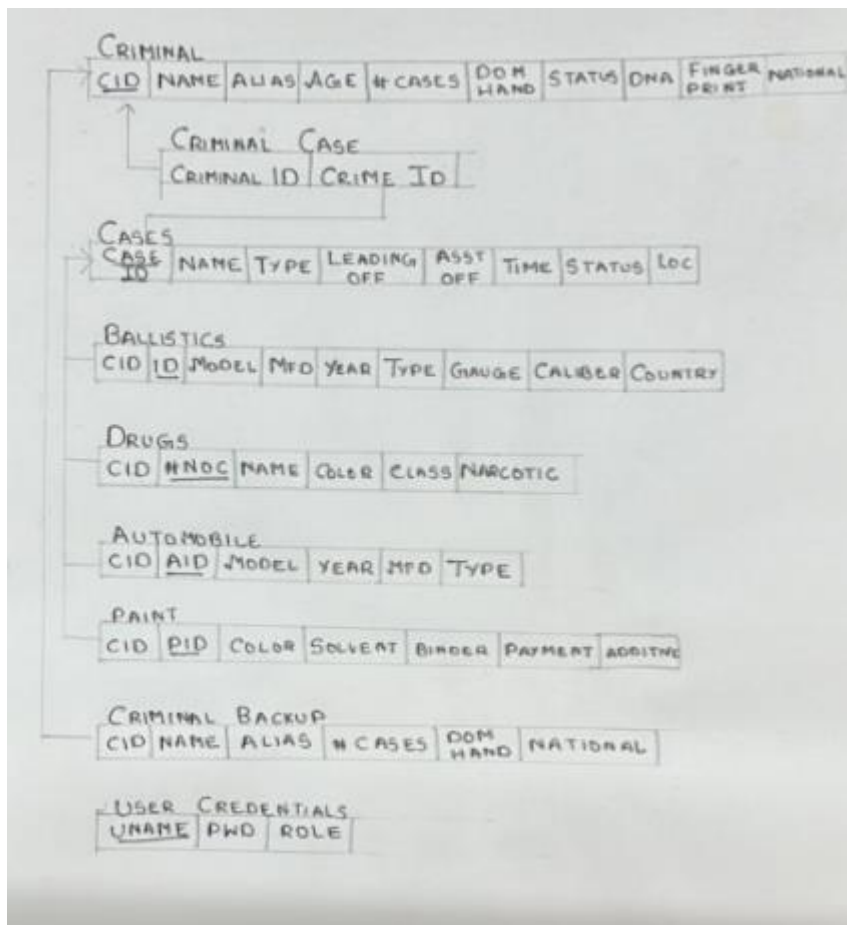 CRIMINAL
CID NAME ALIAS AGE # CASES DOM HAND STATUS DNA FINGER PRINT NATIONAL
CRIMINAL CASE
CRIMINAL ID CRIME ID
CASES
CASE ID NAME TYPE LEADING OFF ASST OFF TIME STATUS LOC
BALLISTICS
CID ID MODEL MFD YEAR TYPE GAUGE CALIBER COUNTRY
DRUGS
CID #NDC NAME COLOR CLASS NARCOTIC
AUTOMOBILE
CID AID MODEL YEAR MFD TYPE
PAINT
CID PID COLOR SOLVENT BINDER PAYMENT ADDITIVE
CRIMINAL BACKUP
CID NAME ALIAS # CASES DOM HAND NATIONAL
USER CREDENTIALS
UNAME PWD ROLE